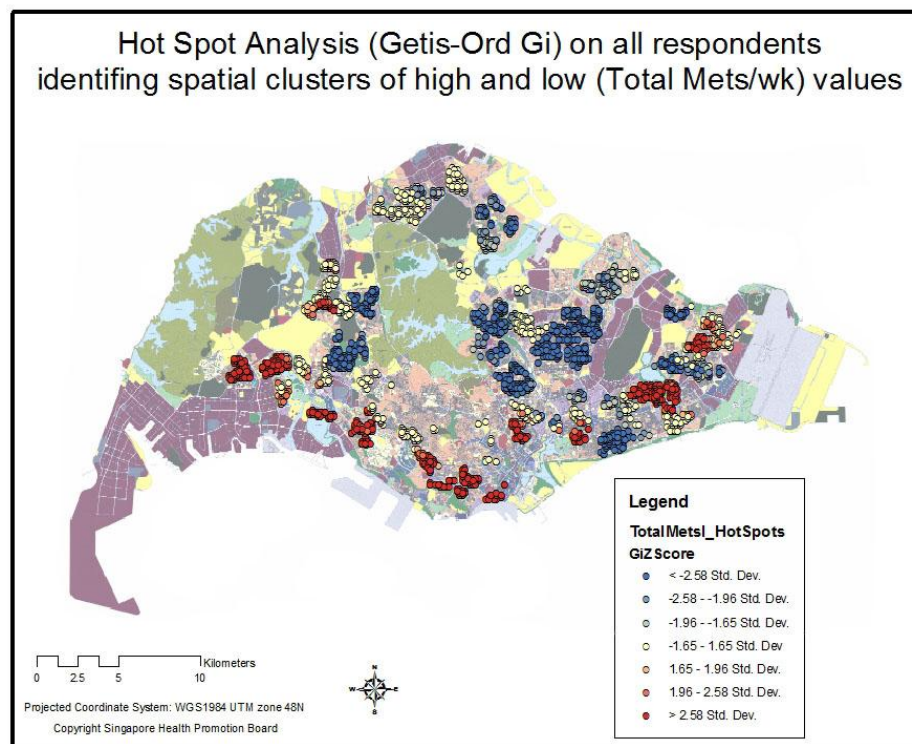 Hot Spot Analysis (Getis-Ord Gi) on all respondents
identifing spatial clusters of high and low (Total Mets/wk) values
Legend
TotalMetsI_HotSpots
GiZScore
< -2.58 Std. Dev.
-2.58 - -1.96 Std. Dev.
-1.96 - -1.65 Std. Dev.
-1.65 - 1.65 Std. Dev.
1.65 - 1.96 Std. Dev.
1.96 - 2.58 Std. Dev.
> 2.58 Std. Dev.
Kilometers
0 2.5 5 10
N
W E
S
Projected Coordinate System: WGS1984 UTM zone 48N
Copyright Singapore Health Promotion Board